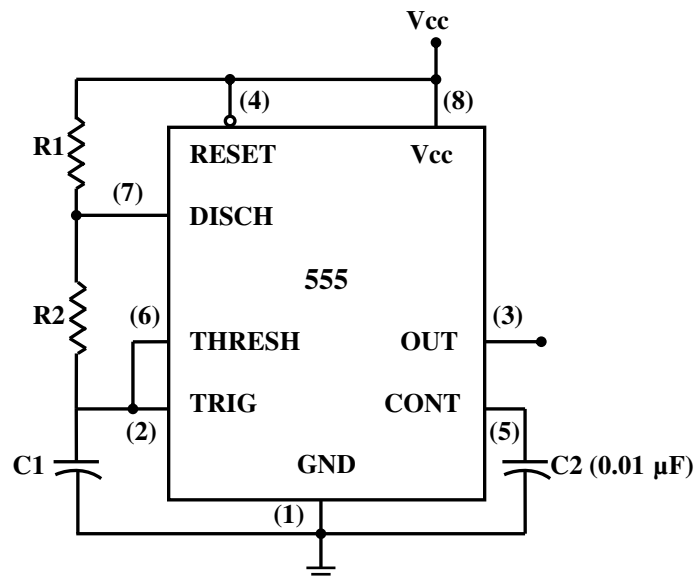 Vcc
(4) (8)
R1 RESET Vcc
(7) DISCH
555
R2 (6) (3)
THRESH OUT
TRIG CONT
(2) (5)
C1 GND C2 (0.01 µF)
(1)